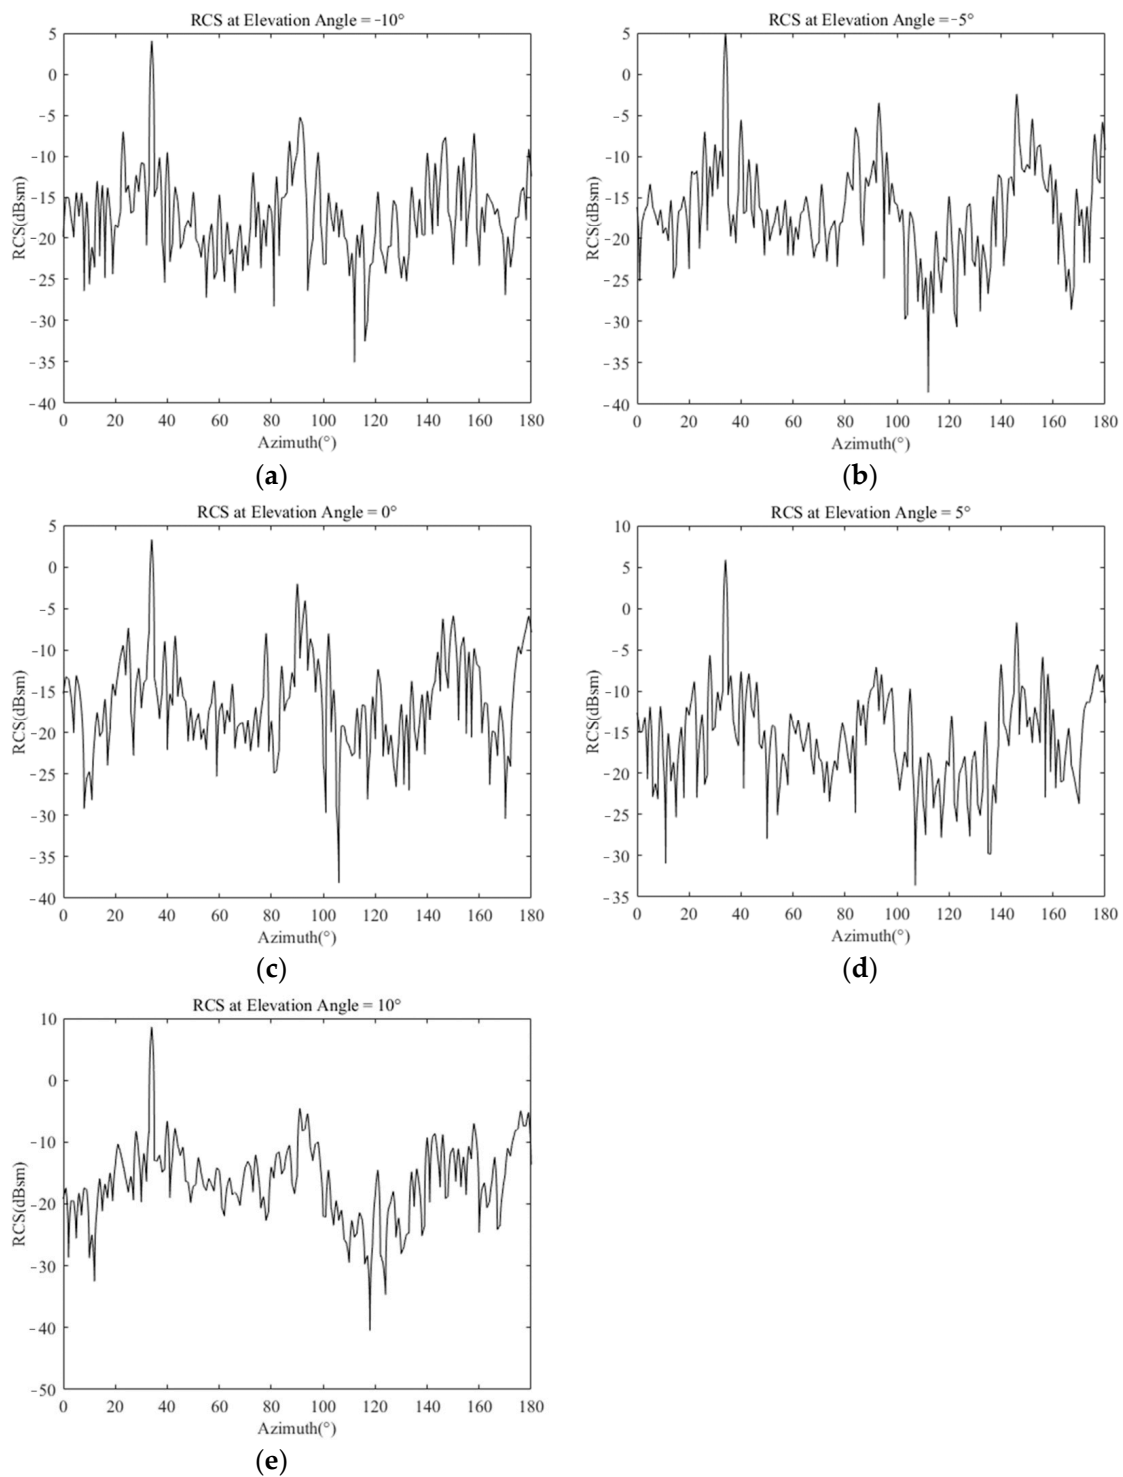 RCS at Elevation Angle = -10°
5
0
-5
-10
-15
-20
-25
-30
-35
-40
RCS(dBsm)
0 20 40 60 80 100 120 140 160 180
Azimuth(°)
(a)
RCS at Elevation Angle = -5°
5
0
-5
-10
-15
-20
-25
-30
-35
-40
RCS(dBsm)
0 20 40 60 80 100 120 140 160 180
Azimuth(°)
(b)
RCS at Elevation Angle = 0°
5
0
-5
-10
-15
-20
-25
-30
-35
-40
RCS(dBsm)
0 20 40 60 80 100 120 140 160 180
Azimuth(°)
(c)
RCS at Elevation Angle = 5°
10
5
0
-5
-10
-15
-20
-25
-30
-35
RCS(dBsm)
0 20 40 60 80 100 120 140 160 180
Azimuth(°)
(d)
RCS at Elevation Angle = 10°
10
0
-10
-20
-30
-40
-50
RCS(dBsm)
0 20 40 60 80 100 120 140 160 180
Azimuth(°)
(e)